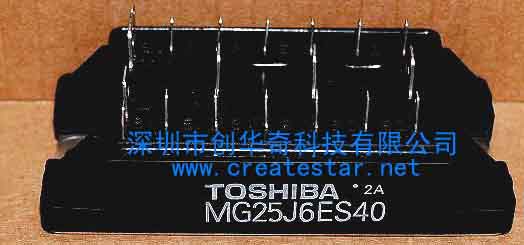 深圳市创华奇科技有限公司
www.createstar.net
TOSHIBA 2A
MG25J6ES40